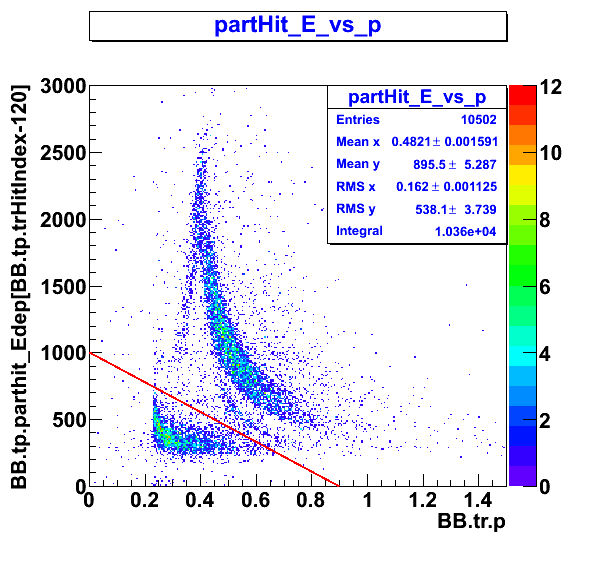 partHit_E_vs_p
partHit_E_vs_p
Entries 10502
Mean x 0.4821± 0.001591
Mean y 895.5± 5.287
RMS x 0.162± 0.001125
RMS y 538.1± 3.739
Integral 1.036e+04
BB.tp.parthit_Edep[BB.tp.trHitIndex-120]
3000
2500
2000
1500
1000
500
0
0 0.2 0.4 0.6 0.8 1 1.2 1.4
BB.tr.p
12
10
8
6
4
2
0